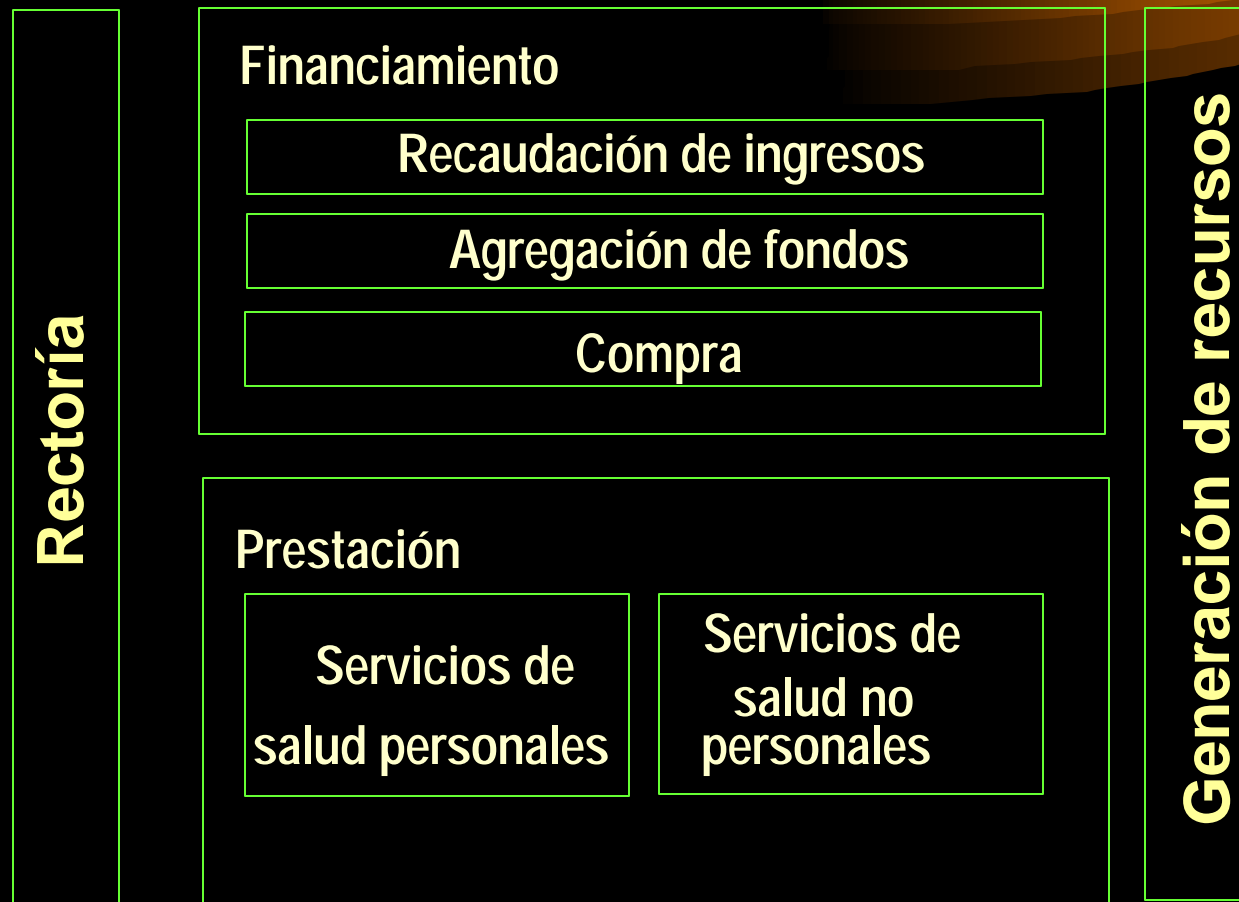 Rectoría
Financiamiento
Recaudación de ingresos
Agregación de fondos
Compra
Prestación
Servicios de
salud personales
Servicios de
salud no
personales
Generación de recursos